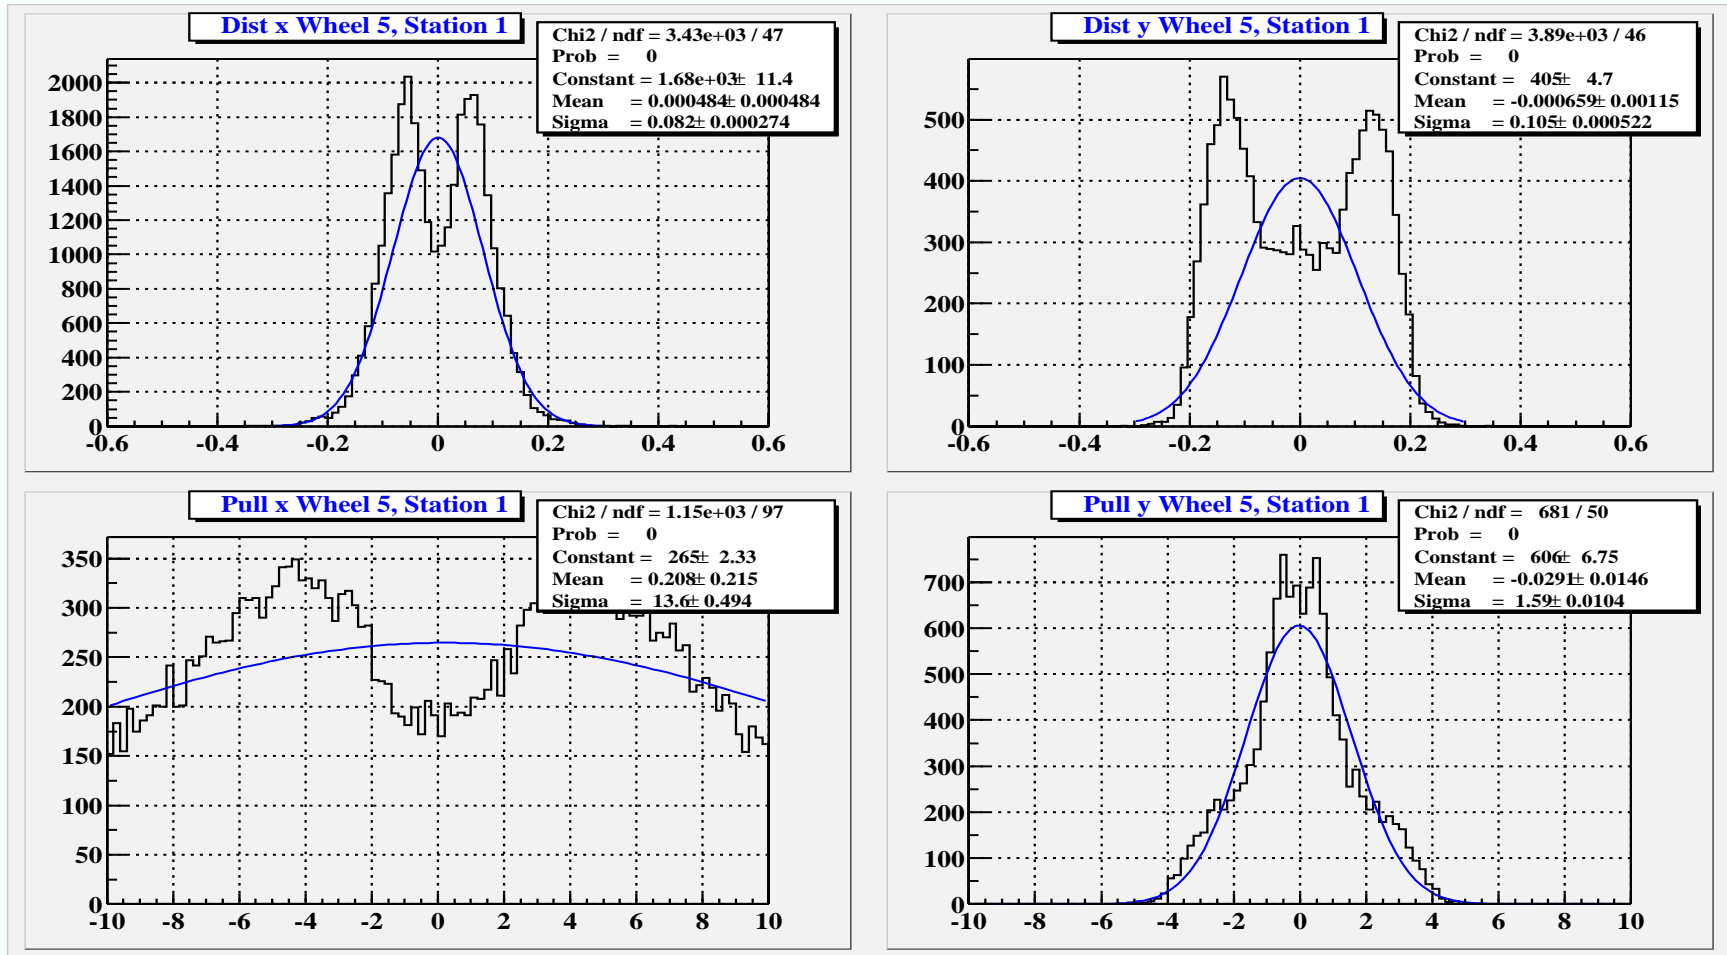 Dist x Wheel 5, Station 1
Chi2 / ndf = 3.43e+03 / 47
Prob = 0
Constant = 1.68e+03± 11.4
Mean = 0.000484± 0.000484
Sigma = 0.082± 0.000274
2000
1800
1600
1400
1200
1000
800
600
400
200
0
-0.6 -0.4 -0.2 0 0.2 0.4 0.6
Dist y Wheel 5, Station 1
Chi2 / ndf = 3.89e+03 / 46
Prob = 0
Constant = 405± 4.7
Mean = -0.000659± 0.00115
Sigma = 0.105± 0.000522
500
400
300
200
100
0
-0.6 -0.4 -0.2 0 0.2 0.4 0.6
Pull x Wheel 5, Station 1
Chi2 / ndf = 1.15e+03 / 97
Prob = 0
Constant = 265± 2.33
Mean = 0.208± 0.215
Sigma = 13.6± 0.494
350
300
250
200
150
100
50
0
-10 -8 -6 -4 -2 0 2 4 6 8 10
Pull y Wheel 5, Station 1
Chi2 / ndf = 681 / 50
Prob = 0
Constant = 606± 6.75
Mean = -0.0291± 0.0146
Sigma = 1.59± 0.0104
700
600
500
400
300
200
100
0
-10 -8 -6 -4 -2 0 2 4 6 8 10